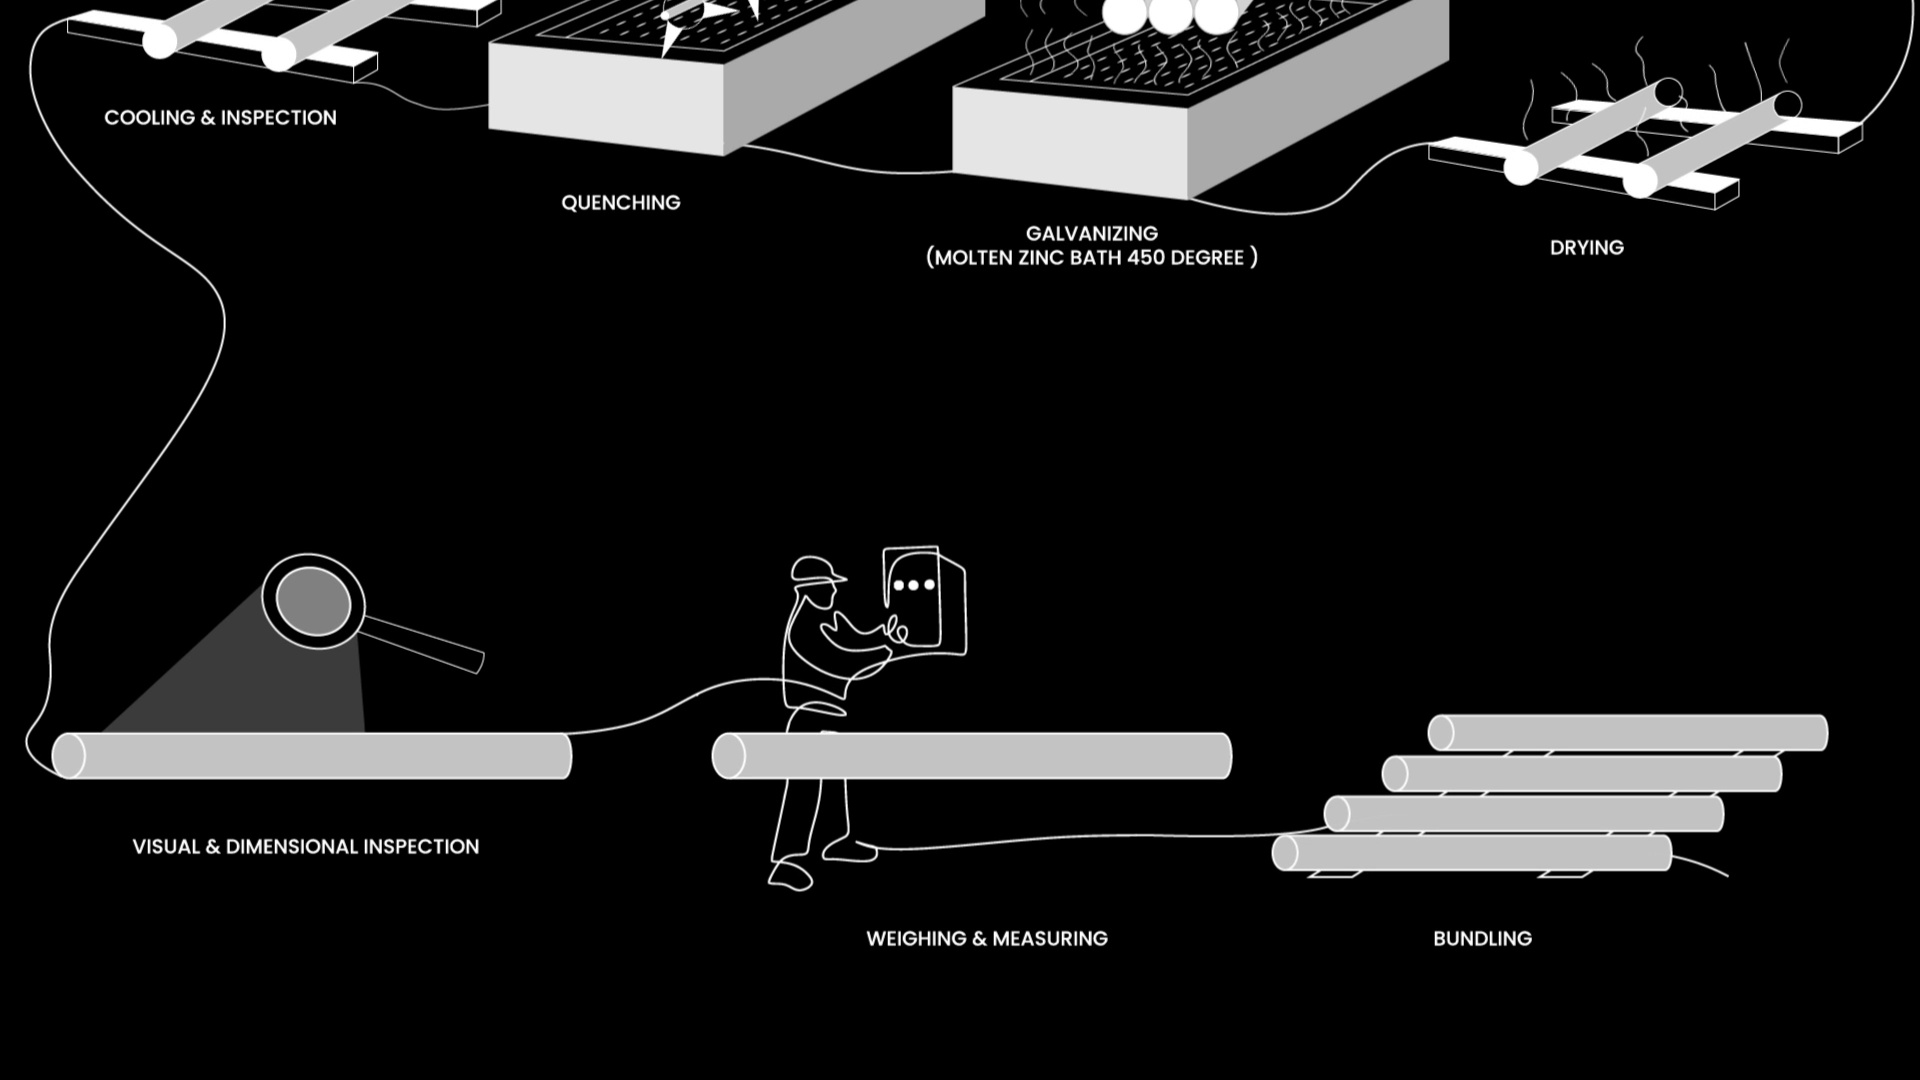 COOLING & INSPECTION
QUENCHING
GALVANIZING
(MOLTEN ZINC BATH 450 DEGREE )
DRYING
VISUAL & DIMENSIONAL INSPECTION
WEIGHING & MEASURING
BUNDLING